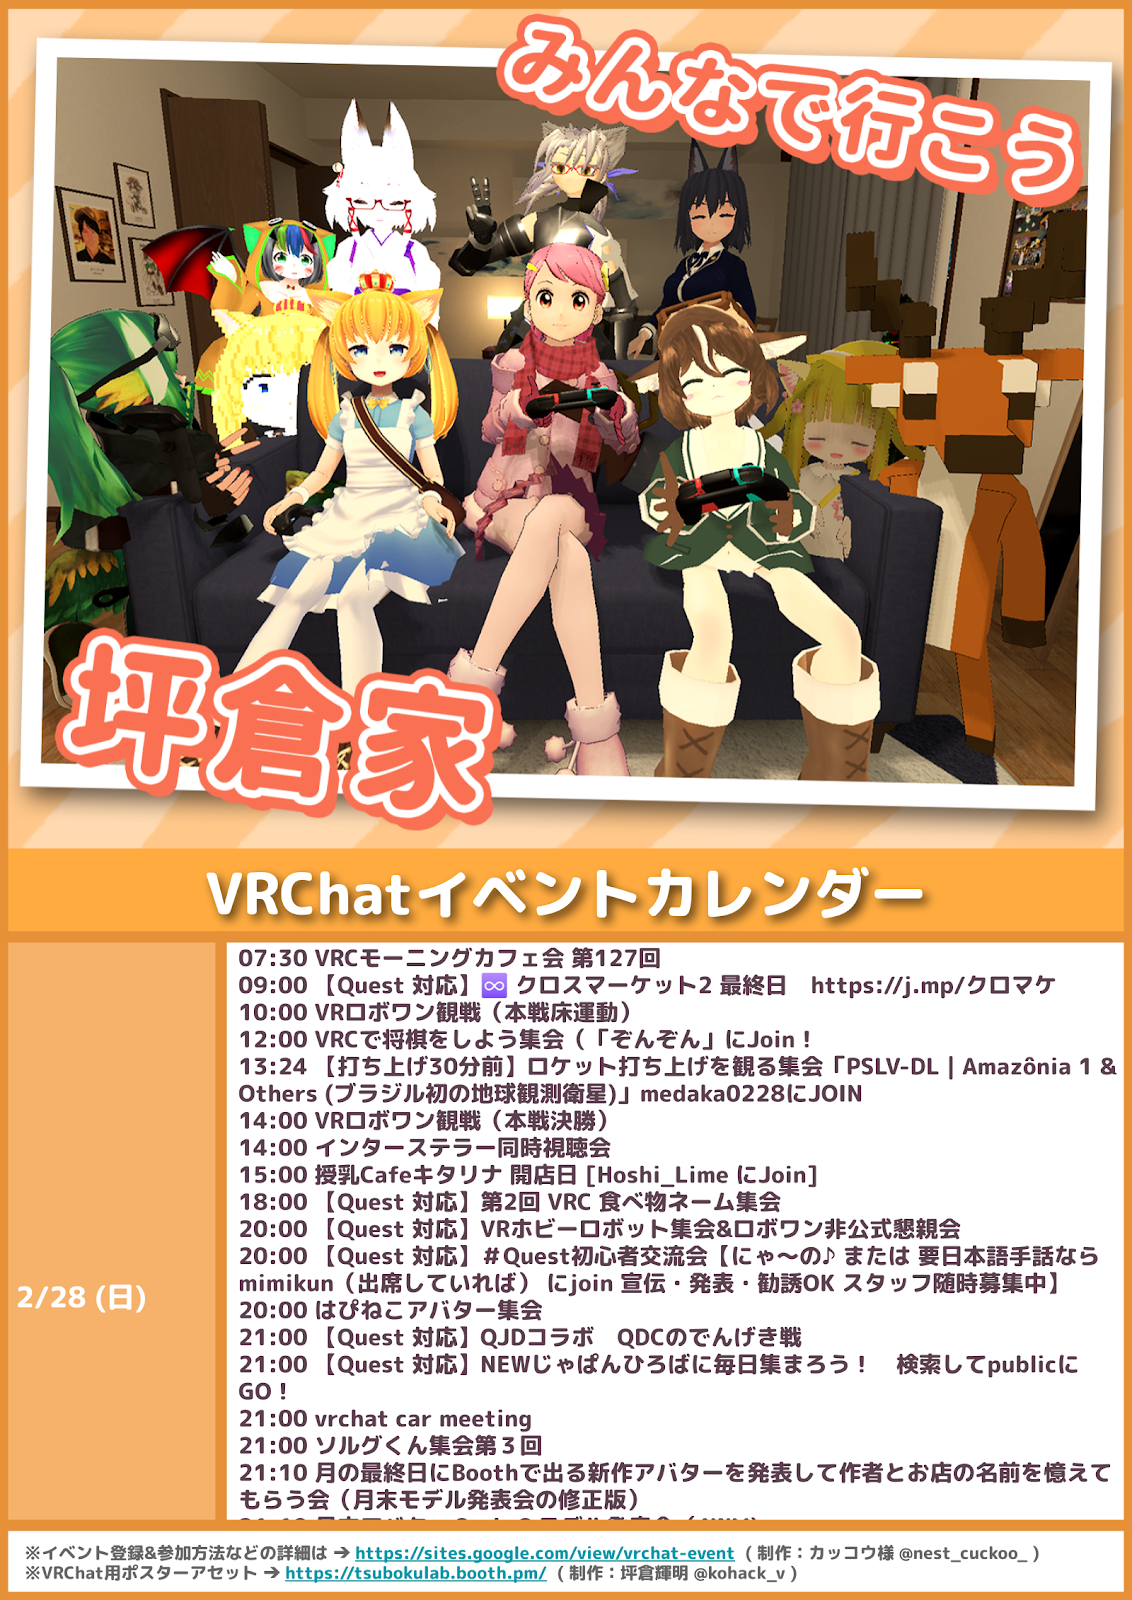 みんなで行こう
坪倉家
VRChatイベントカレンダー
07:30 VRCモーニングカフェ会 第127回
09:00 【Quest 対応】♾ クロスマーケット2 最終日　https://j.mp/クロマケ
10:00 VRロボワン観戦（本戦床運動）
12:00 VRCで将棋をしよう集会（「ぞんぞん」にJoin！
13:24 【打ち上げ30分前】ロケット打ち上げを観る集会「PSLV-DL | Amazônia 1 &
Others (ブラジル初の地球観測衛星)」medaka0228にJOIN
14:00 VRロボワン観戦（本戦決勝）
14:00 インターステラー同時視聴会
15:00 授乳Cafeキタリナ 開店日 [Hoshi_Lime にJoin]
18:00 【Quest 対応】第2回 VRC 食べ物ネーム集会
20:00 【Quest 対応】VRホビーロボット集会&ロボワン非公式懇親会
20:00 【Quest 対応】＃Quest初心者交流会【にゃ〜の♪ または 要日本語手話なら
mimikun（出席していれば） にjoin 宣伝・発表・勧誘OK スタッフ随時募集中】
20:00 はぴねこアバター集会
2/28 (日)
21:00 【Quest 対応】QJDコラボ　QDCのでんげき戦
21:00 【Quest 対応】NEWじゃぱんひろばに毎日集まろう！　検索してpublicに
GO！
21:00 vrchat car meeting
21:00 ソルグくん集会第３回
21:10 月の最終日にBoothで出る新作アバターを発表して作者とお店の名前を憶えて
もらう会（月末モデル発表会の修正版）
※イベント登録&参加方法などの詳細は → https://sites.google.com/view/vrchat-event ( 制作：カッコウ様 @nest_cuckoo_ )
※VRChat用ポスターアセット → https://tsubokulab.booth.pm/ ( 制作：坪倉輝明 @kohack_v )